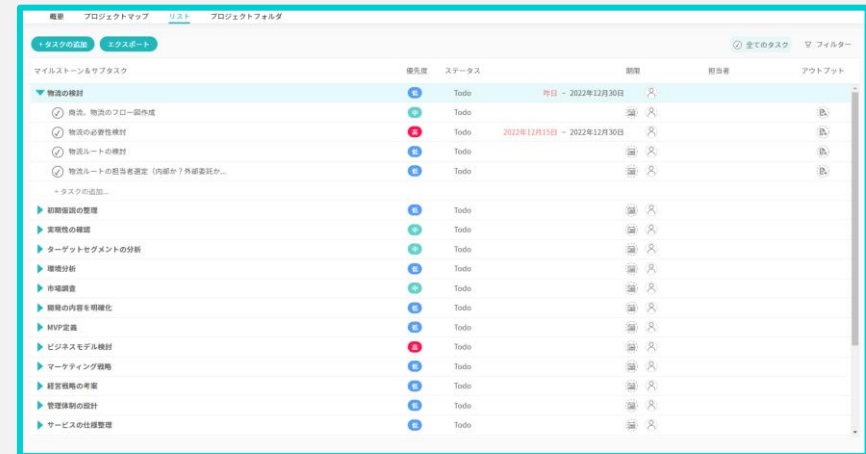 概要 プロジェクトマップ リスト プロジェクトフォルダ
+ タスクの追加 エクスポート 全てのタスク フィルター
マイルストーン&サブタスク 優先度 ステータス 期限 担当者 アウトプット
物流の検討 低 Todo 昨日 - 2022年12月30日
商流、物流のフロー図作成 中 Todo
物流の必要性検討 高 Todo 2022年12月15日 - 2022年12月30日
物流ルートの検討 低 Todo
物流ルートの担当者選定(内部か?外部委託か... 低 Todo
+ タスクの追加...
初期仮説の整理 低 Todo
実現性の確認 中 Todo
ターゲットセグメントの分析 中 Todo
環境分析 低 Todo
市場調査 中 Todo
開発の内容を明確化 低 Todo
MVP定義 低 Todo
ビジネスモデル検討 高 Todo
マーケティング戦略 低 Todo
経営戦略の考案 低 Todo
管理体制の設計 低 Todo
サービスの仕様整理 低 Todo